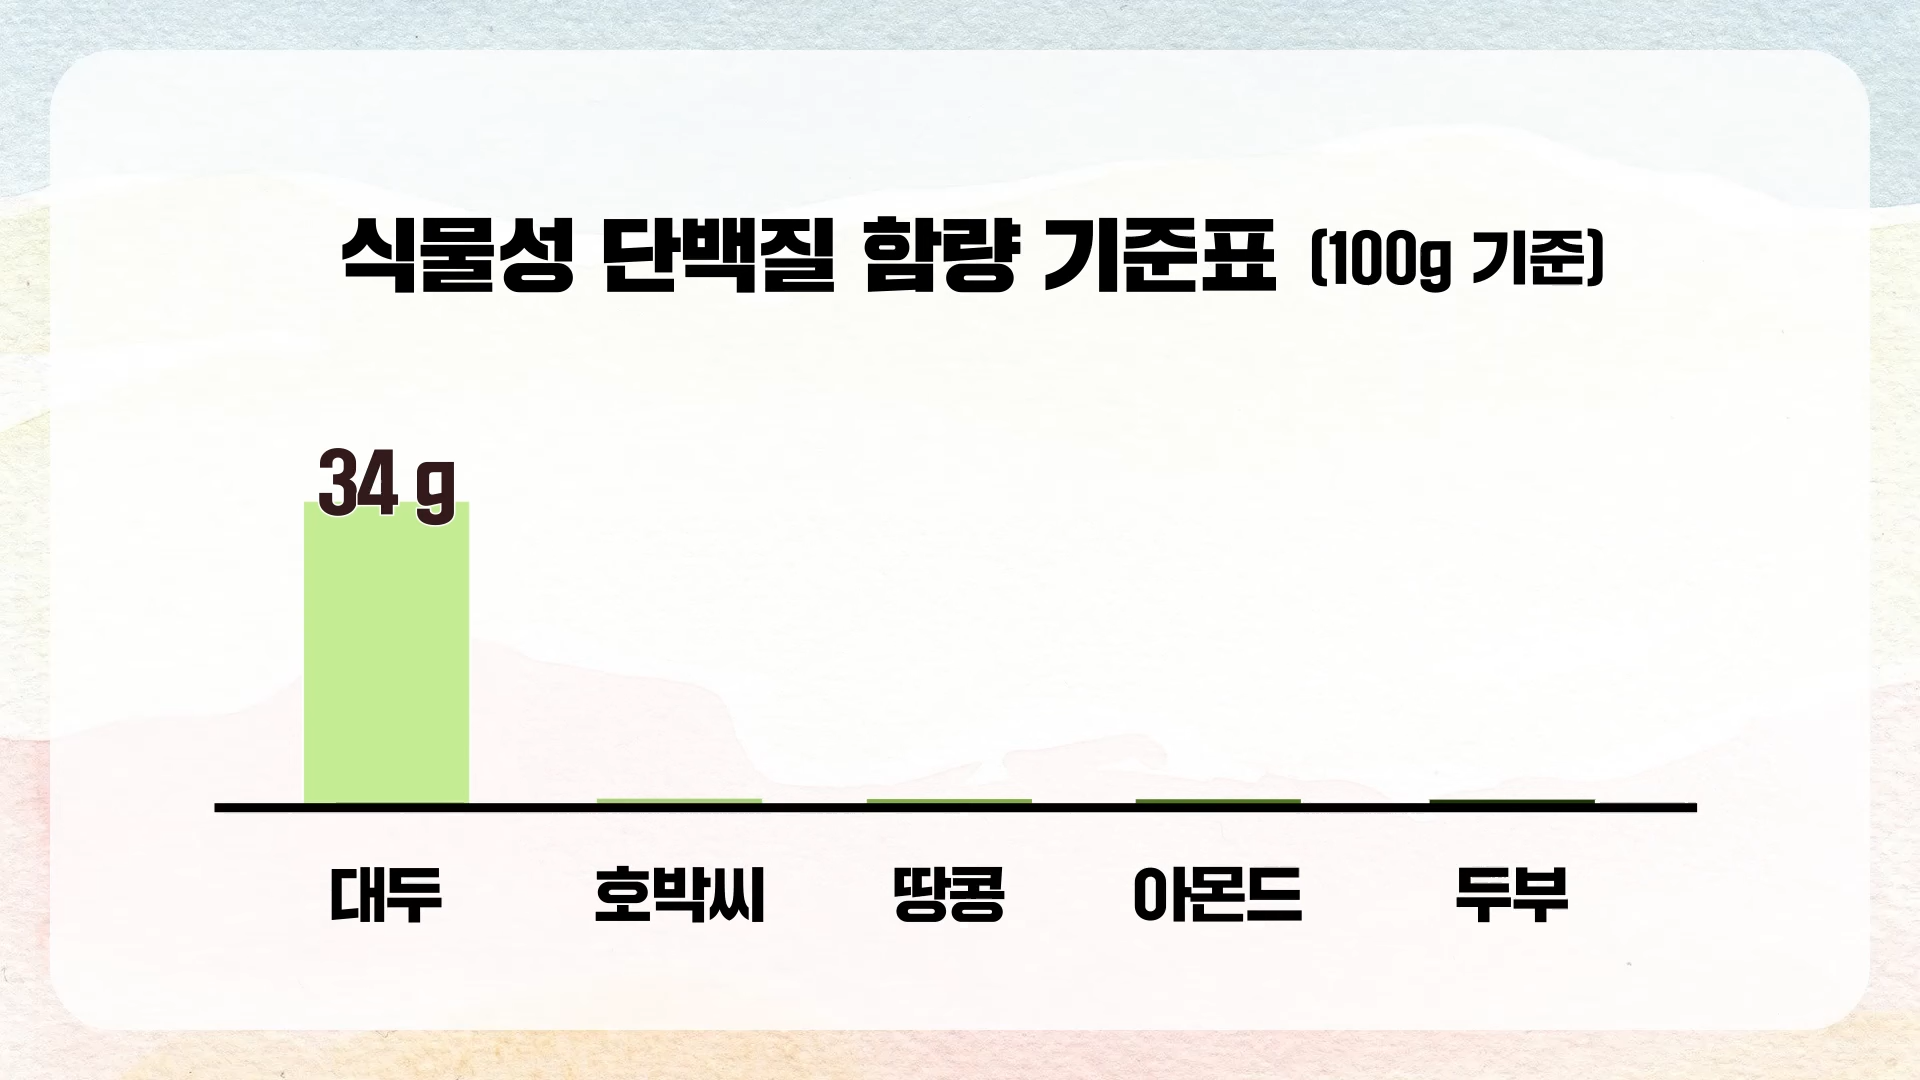 식물성 단백질 함량 기준표 (100g 기준)
34 g
대두 호박씨 땅콩 아몬드 두부